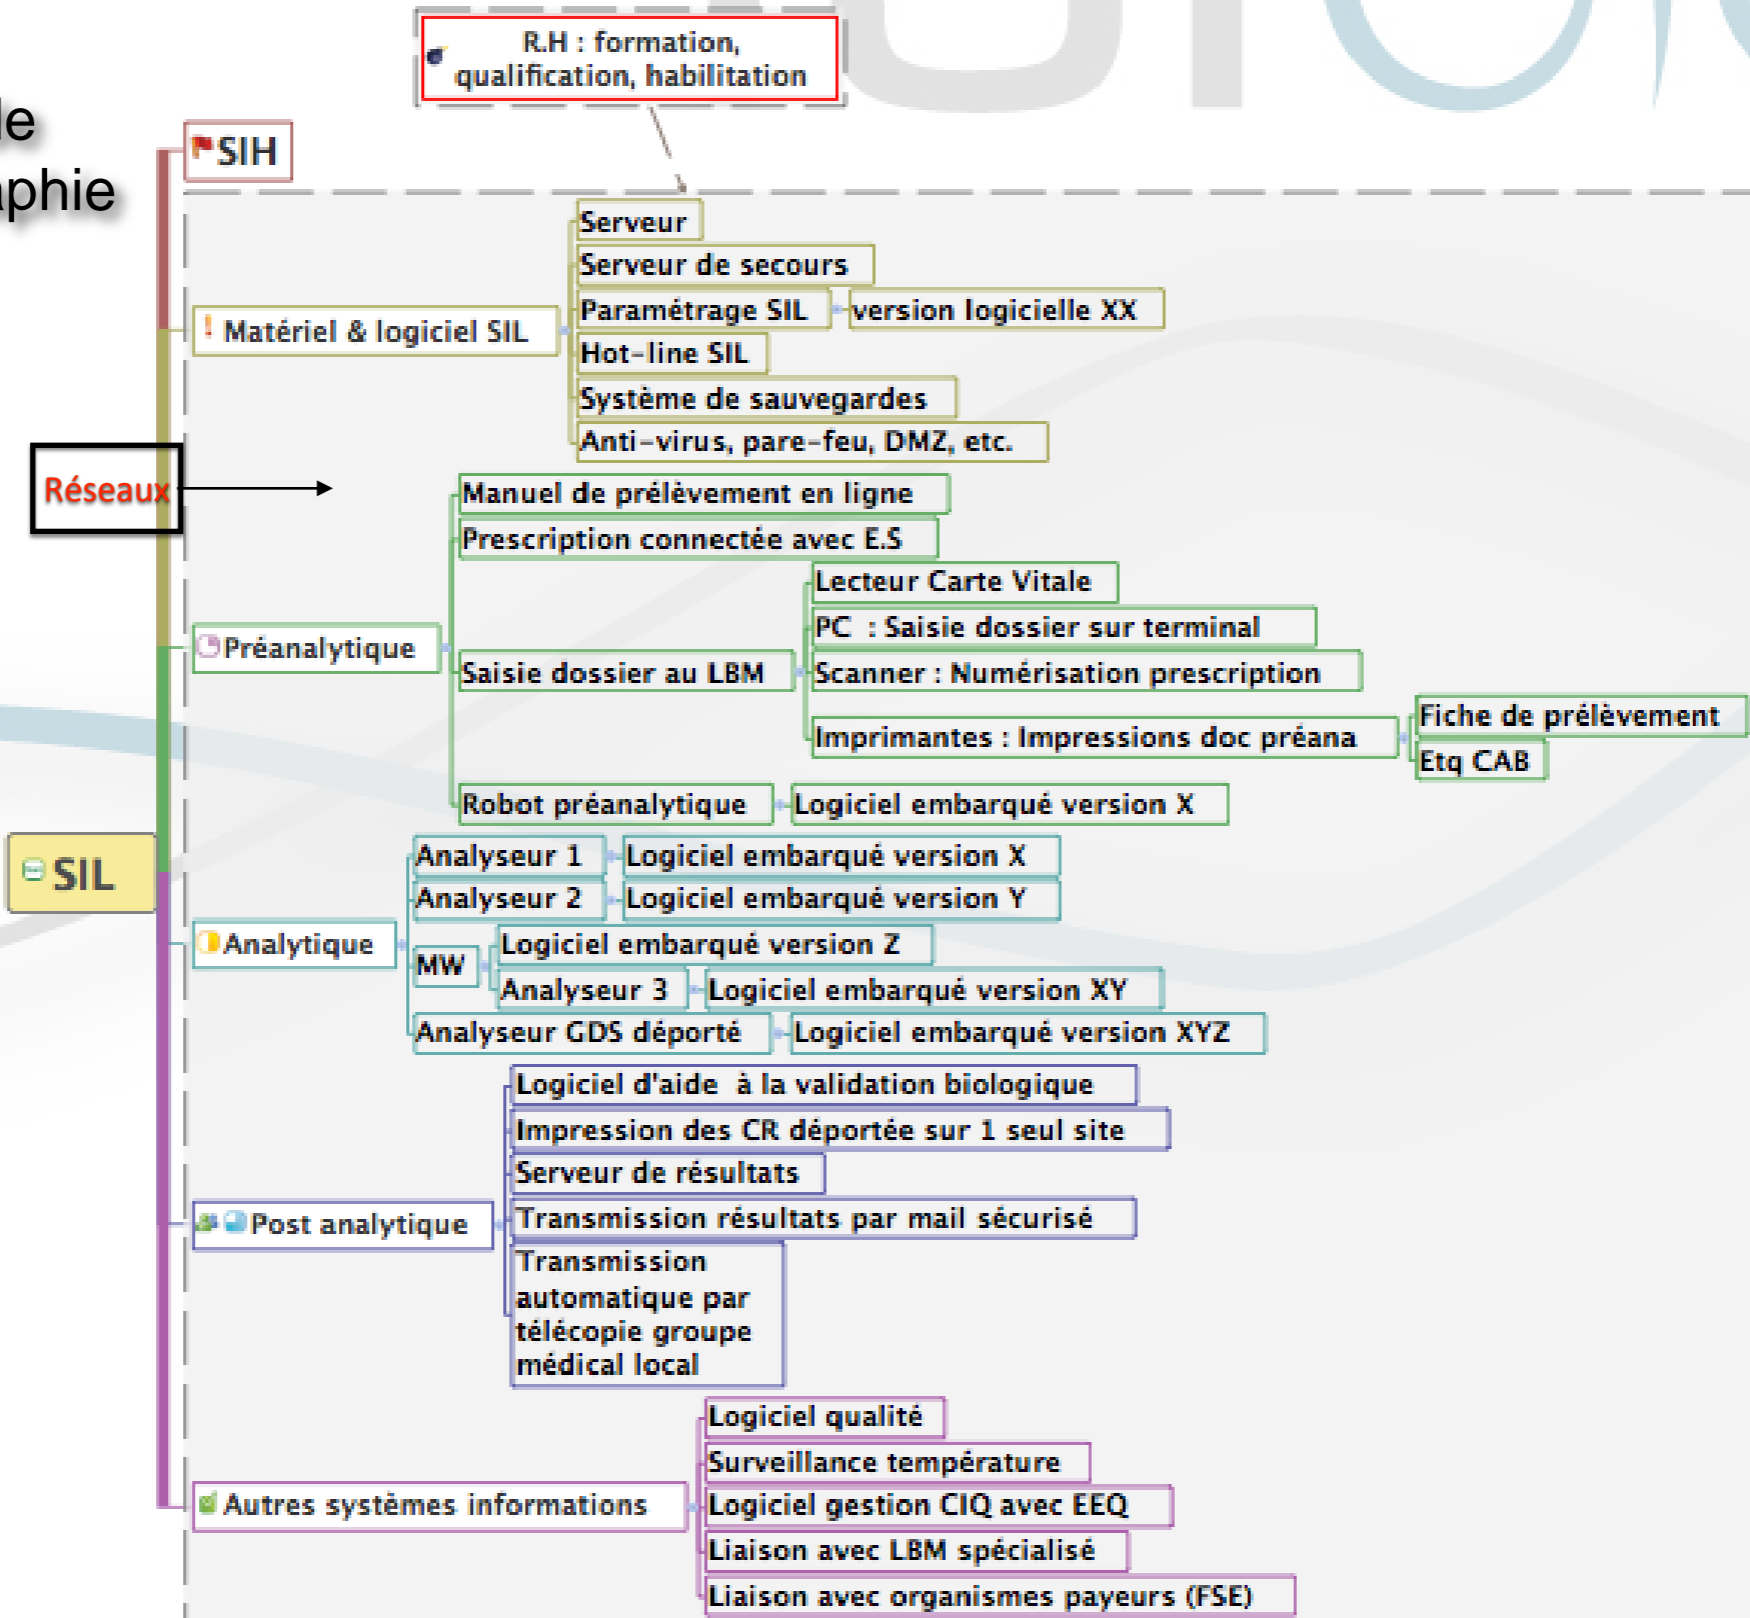 R.H : formation,
qualification, habilitation
SIH
Matériel & logiciel SIL
Serveur
Serveur de secours
Paramétrage SIL
version logicielle XX
Hot-line SIL
Système de sauvegardes
Anti-virus, pare-feu, DMZ, etc.
Réseaux
Préanalytique
Manuel de prélèvement en ligne
Prescription connectée avec E.S
Saisie dossier au LBM
Lecteur Carte Vitale
PC : Saisie dossier sur terminal
Scanner : Numérisation prescription
Imprimantes : Impressions doc préana
Fiche de prélèvement
Etq CAB
Robot préanalytique
Logiciel embarqué version X
SIL
Analytique
Analyseur 1
Logiciel embarqué version X
Analyseur 2
Logiciel embarqué version Y
MW
Logiciel embarqué version Z
Analyseur 3
Logiciel embarqué version XY
Analyseur GDS déporté
Logiciel embarqué version XYZ
Post analytique
Logiciel d'aide à la validation biologique
Impression des CR déportée sur 1 seul site
Serveur de résultats
Transmission résultats par mail sécurisé
Transmission
automatique par
télécopie groupe
médical local
Autres systèmes informations
Logiciel qualité
Surveillance température
Logiciel gestion CIQ avec EEQ
Liaison avec LBM spécialisé
Liaison avec organismes payeurs (FSE)